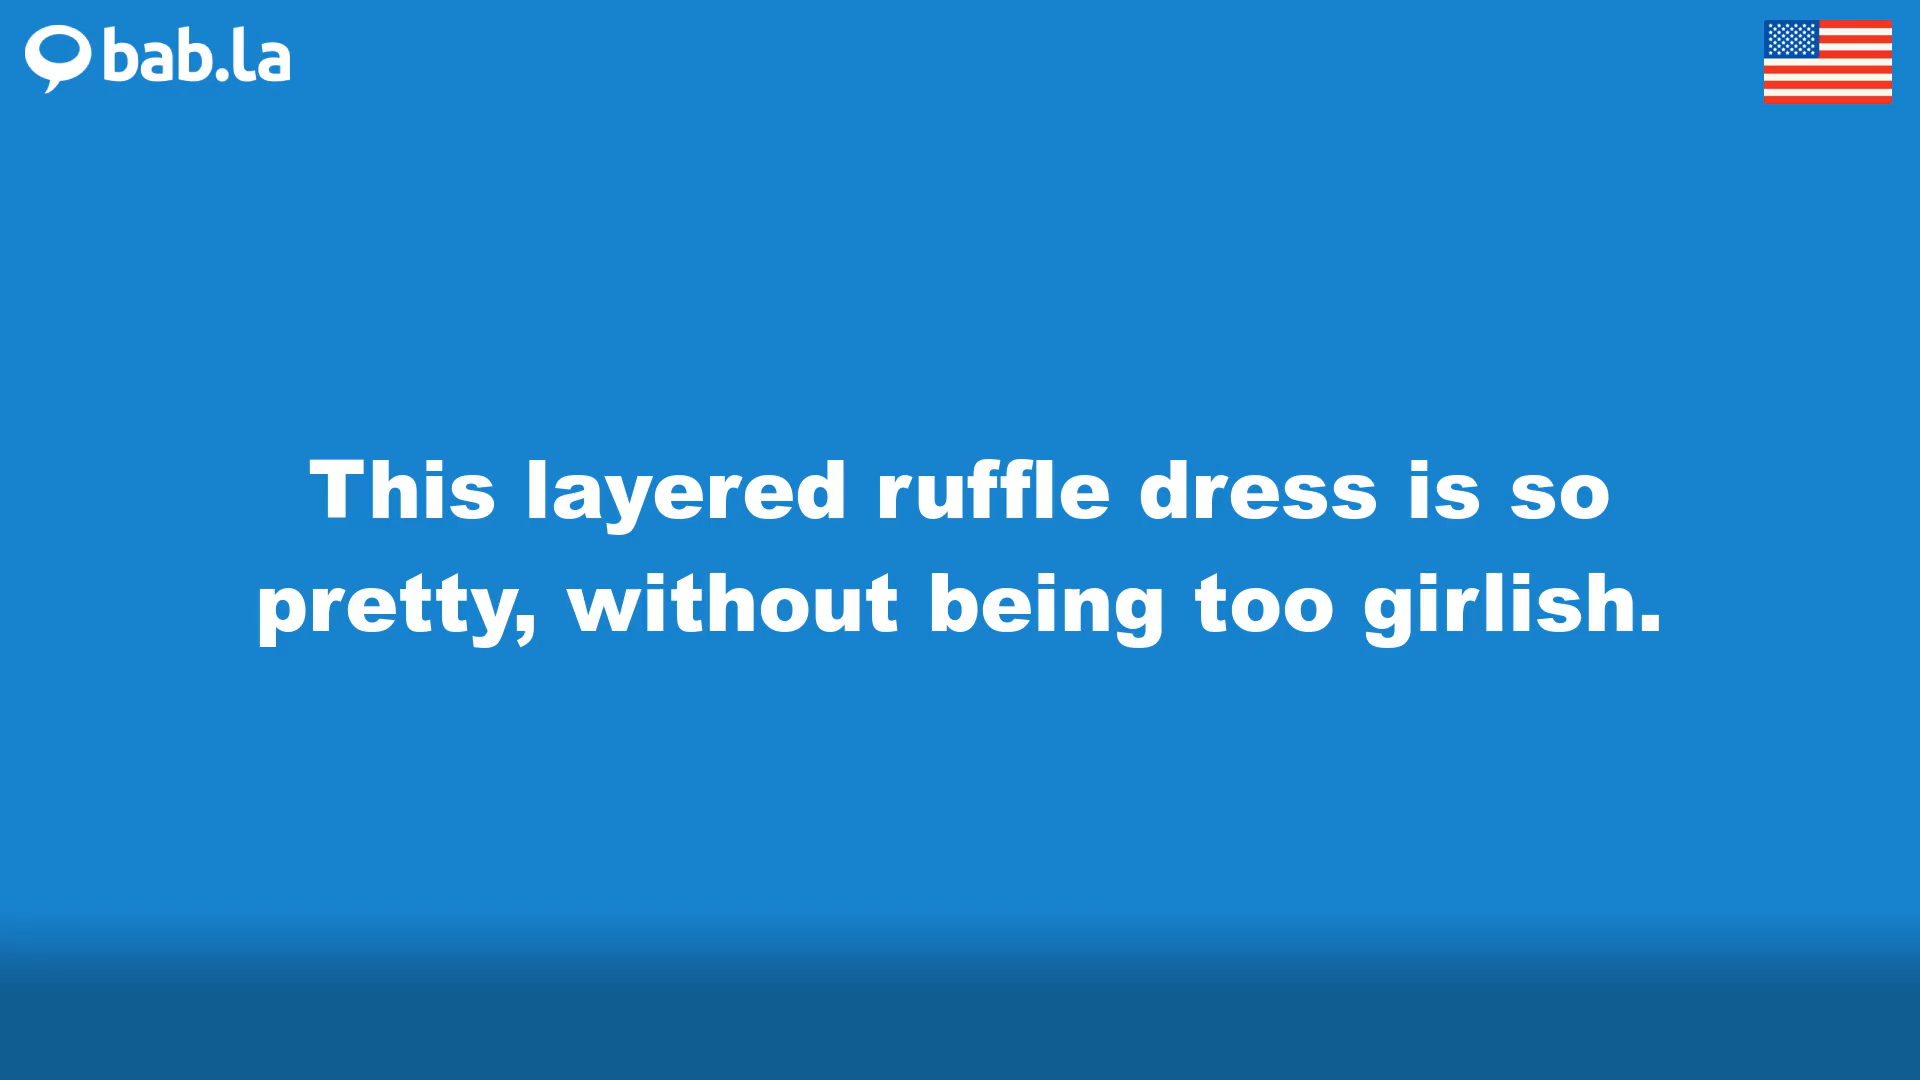 bab.la
This layered ruffle dress is so
pretty, without being too girlish.